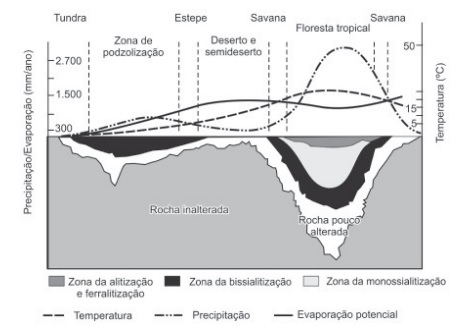 Tundra Estepe Savana Floresta tropical Savana
Zona de
podzolização
Deserto e
semideserto
Precipitação/Evaporação (mm/ano)
2.700
1.500
300
50
15
5
Temperatura (ºC)
Rocha inalterada
Rocha pouco
alterada
Zona da alitização
e ferralitização
Zona da bissialitização
Zona da monossialitização
Temperatura Precipitação Evaporação potencial